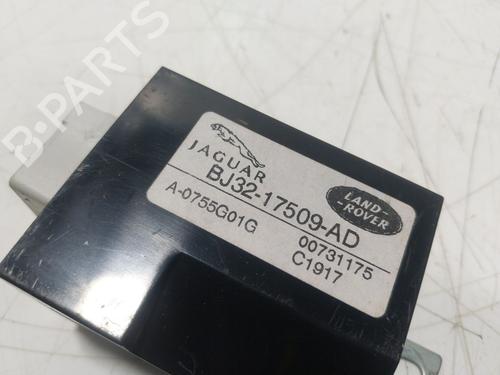 B-PARTS
JAGUAR
BJ32-17509-AD
LAND-
-ROVER
A-0755G01G
00731175
C1917